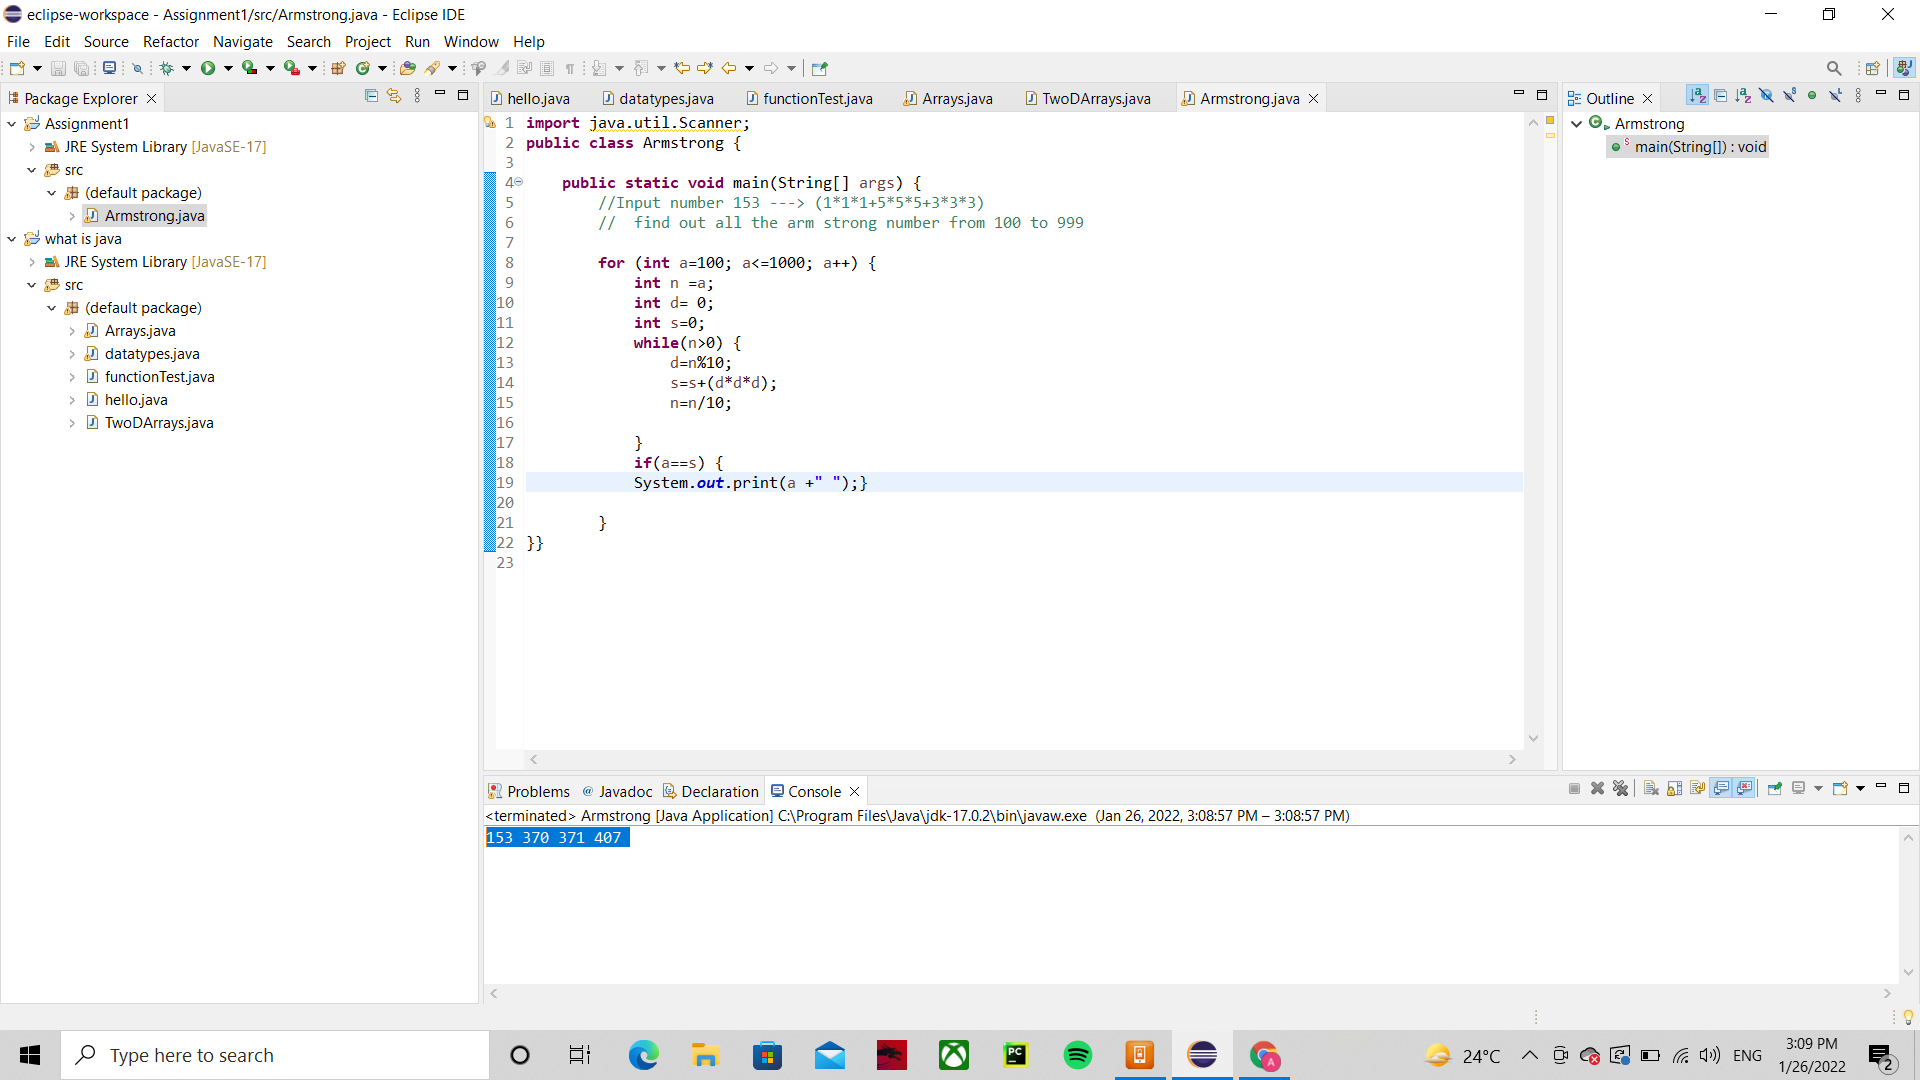 eclipse-workspace - Assignment1/src/Armstrong.java - Eclipse IDE
File Edit Source Refactor Navigate Search Project Run Window Help
Package Explorer
Assignment1
JRE System Library [JavaSE-17]
src
(default package)
Armstrong.java
what is java
JRE System Library [JavaSE-17]
src
(default package)
Arrays.java
datatypes.java
functionTest.java
hello.java
TwoDArrays.java
hello.java datatypes.java functionTest.java Arrays.java TwoDArrays.java Armstrong.java
1 import java.util.Scanner;
2 public class Armstrong {
3
4 public static void main(String[] args) {
5 //Input number 153 ---> (1*1*1+5*5*5+3*3*3)
6 // find out all the arm strong number from 100 to 999
7
8 for (int a=100; a<=1000; a++) {
9 int n =a;
10 int d= 0;
11 int s=0;
12 while(n>0) {
13 d=n%10;
14 s=s+(d*d*d);
15 n=n/10;
16
17 }
18 if(a==s) {
19 System.out.print(a +" ");}
20
21 }
22 }}
23
Outline
Armstrong
main(String[]) : void
Problems @ Javadoc Declaration Console
<terminated> Armstrong [Java Application] C:\Program Files\Java\jdk-17.0.2\bin\javaw.exe (Jan 26, 2022, 3:08:57 PM – 3:08:57 PM)
153 370 371 407
Type here to search
PC
A
24°C
ENG
3:09 PM
1/26/2022
2